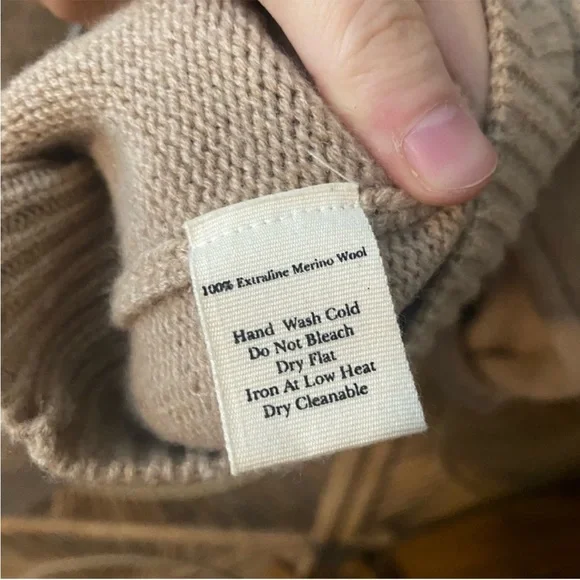 100% Extrafine Merino Wool
Hand Wash Cold
Do Not Bleach
Dry Flat
Iron At Low Heat
Dry Cleanable